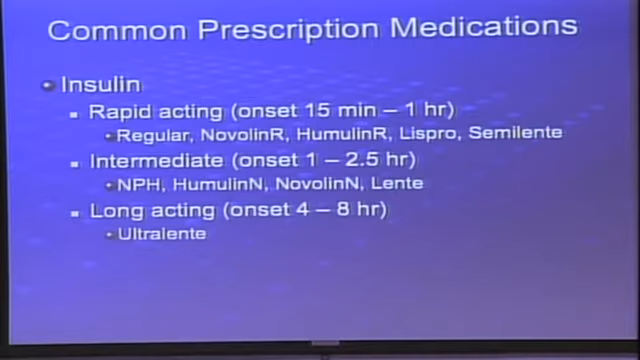 Common Prescription Medications
Insulin
Rapid acting (onset 15 min – 1 hr)
Regular, NovolinR, HumulinR, Lispro, Semilente
Intermediate (onset 1 – 2.5 hr)
NPH, HumulinN, NovolinN, Lente
Long acting (onset 4 – 8 hr)
Ultralente